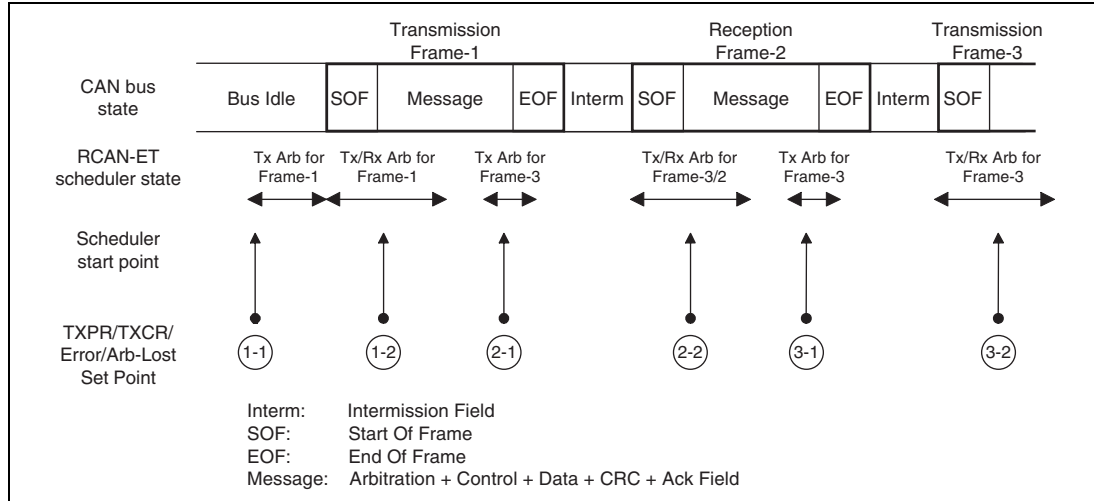 Transmission
Frame-1
Reception
Frame-2
Transmission
Frame-3
CAN bus
state
Bus Idle
SOF
Message
EOF
Interm
SOF
Message
EOF
Interm
SOF
RCAN-ET
scheduler state
Tx Arb for
Frame-1
Tx/Rx Arb for
Frame-1
Tx Arb for
Frame-3
Tx/Rx Arb for
Frame-3/2
Tx Arb for
Frame-3
Tx/Rx Arb for
Frame-3
Scheduler
start point
TXPR/TXCR/
Error/Arb-Lost
Set Point
1-1
1-2
2-1
2-2
3-1
3-2
Interm: Intermission Field
SOF: Start Of Frame
EOF: End Of Frame
Message: Arbitration + Control + Data + CRC + Ack Field